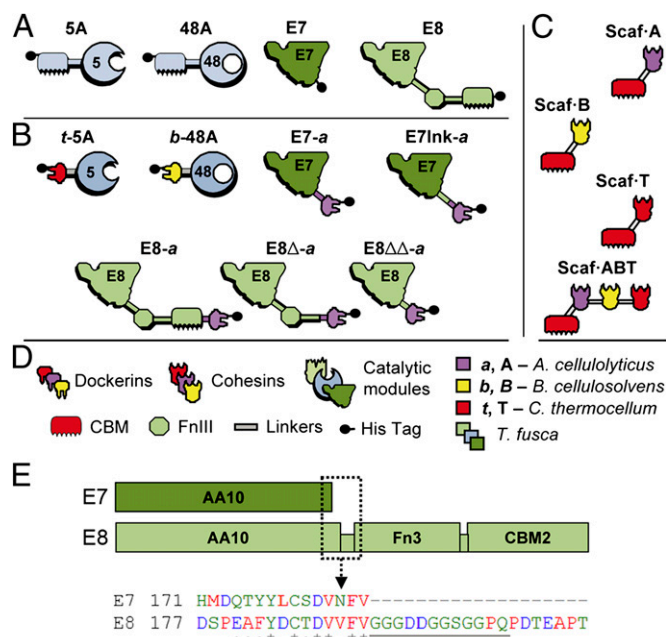 A
5A 48A E7 E8
5 48 E7 E8
B
t-5A b-48A E7-a E7lnk-a
5 48 E7 E7
E8-a E8ΔΔ-a
E8Δ-a
E8 E8 E8
C
Scaf·A
Scaf·B
Scaf·T
Scaf·ABT
D
Dockerins Cohesins Catalytic modules
CBM FnIII Linkers His Tag
a, A – A. cellulolyticus
b, B – B. cellulosolvens
t, T – C. thermocellum
T. fusca
E
E7 AA10
E8 AA10 Fn3 CBM2
E7 171 HMDQTYYLCSDVNFV----------------------
E8 177 DSPEAFYDCTDVVFVGGGDDGGSGGPQPDTEAPT